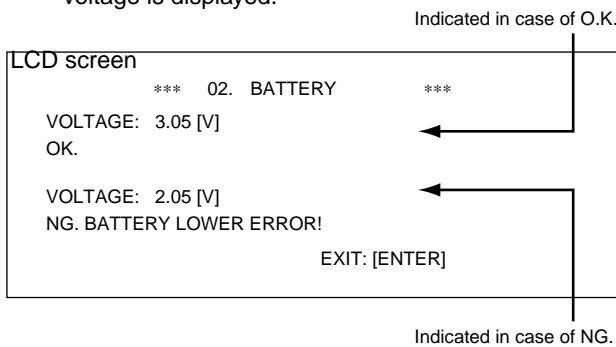 voltage is displayed.
Indicated in case of O.K.
LCD screen
*** 02. BATTERY ***
VOLTAGE: 3.05 [V]
OK.
VOLTAGE: 2.05 [V]
NG. BATTERY LOWER ERROR!
EXIT: [ENTER]
Indicated in case of NG.